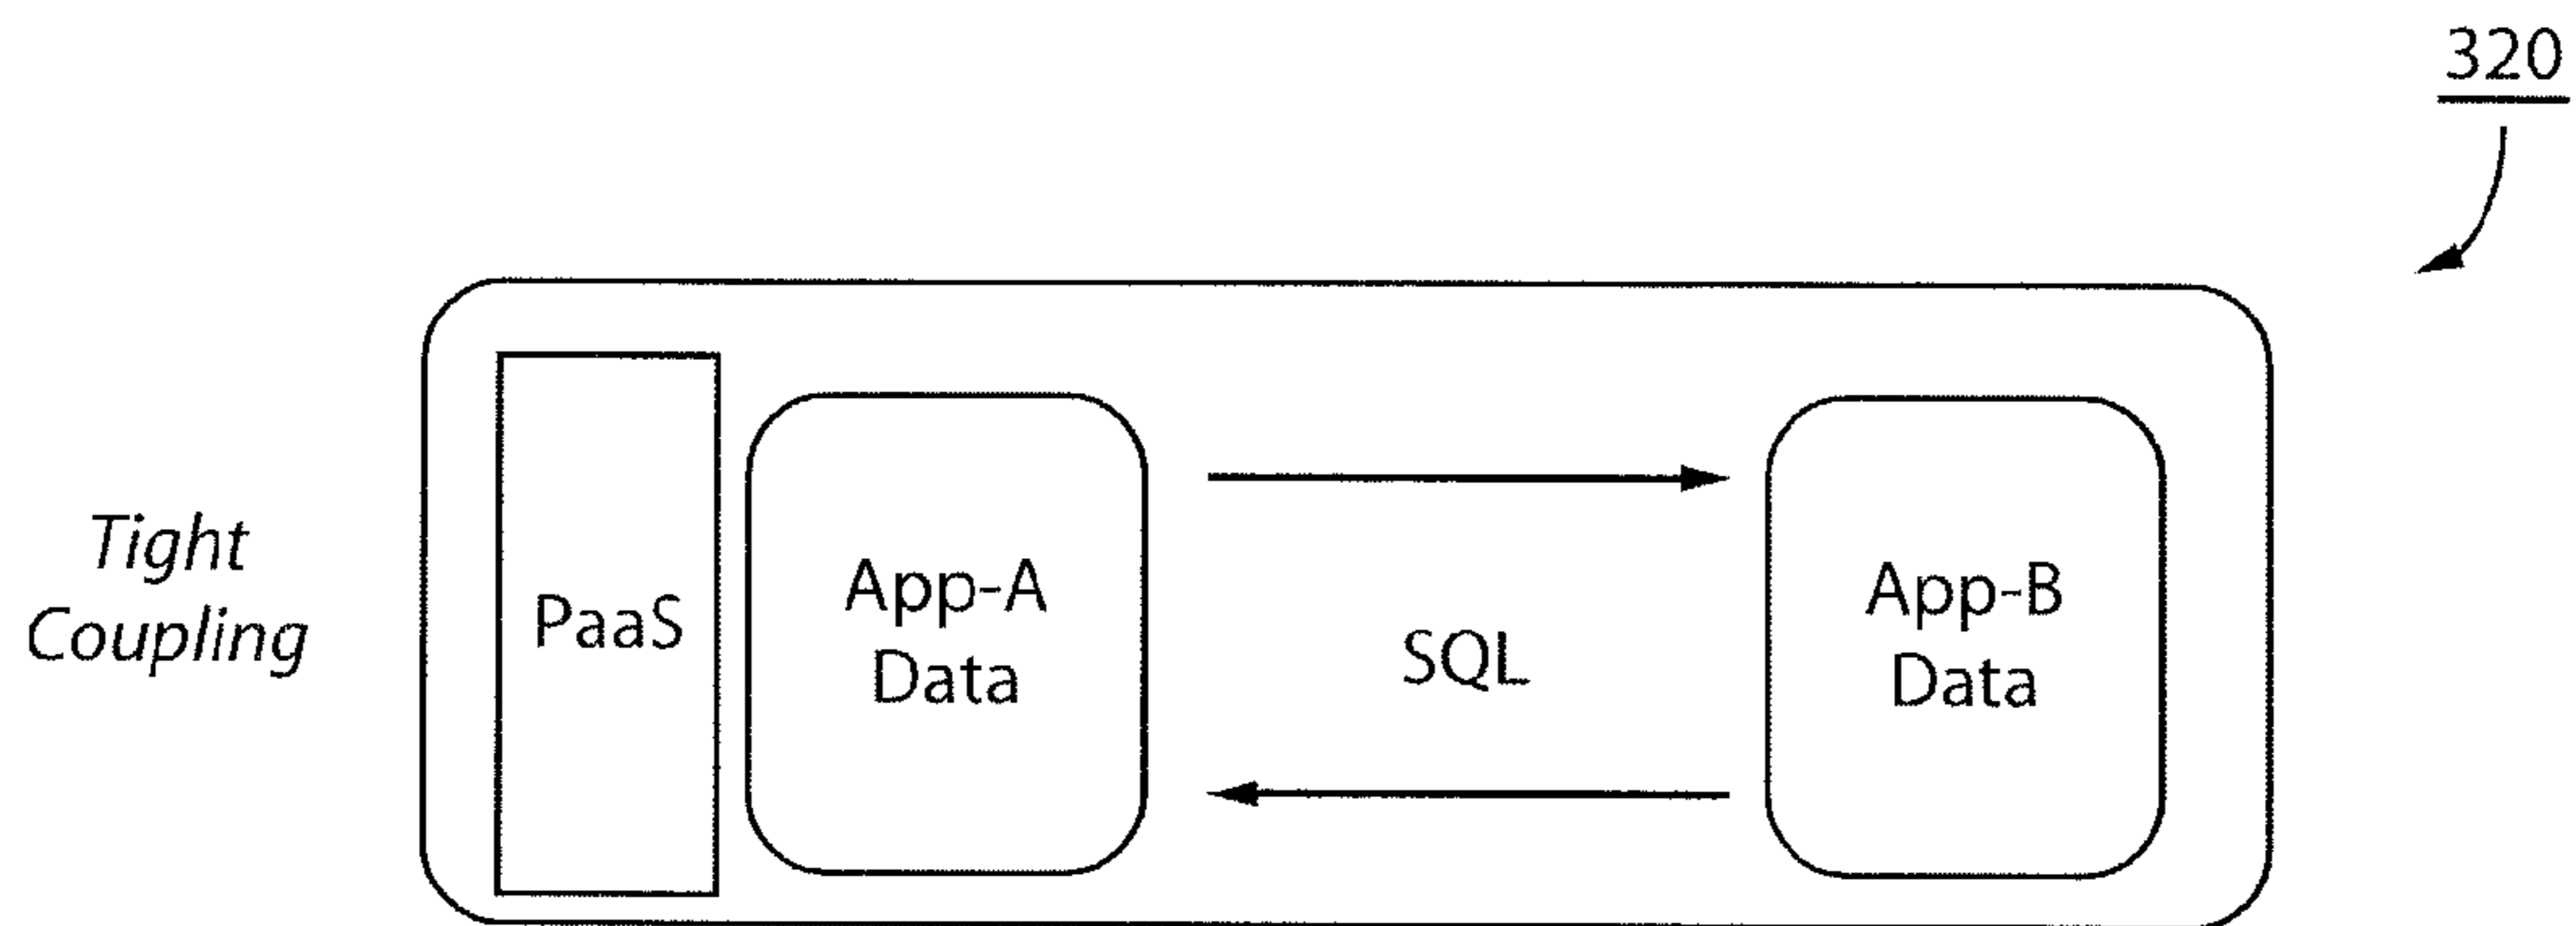 320
Tight
Coupling
PaaS
App-A
Data
SQL
App-B
Data